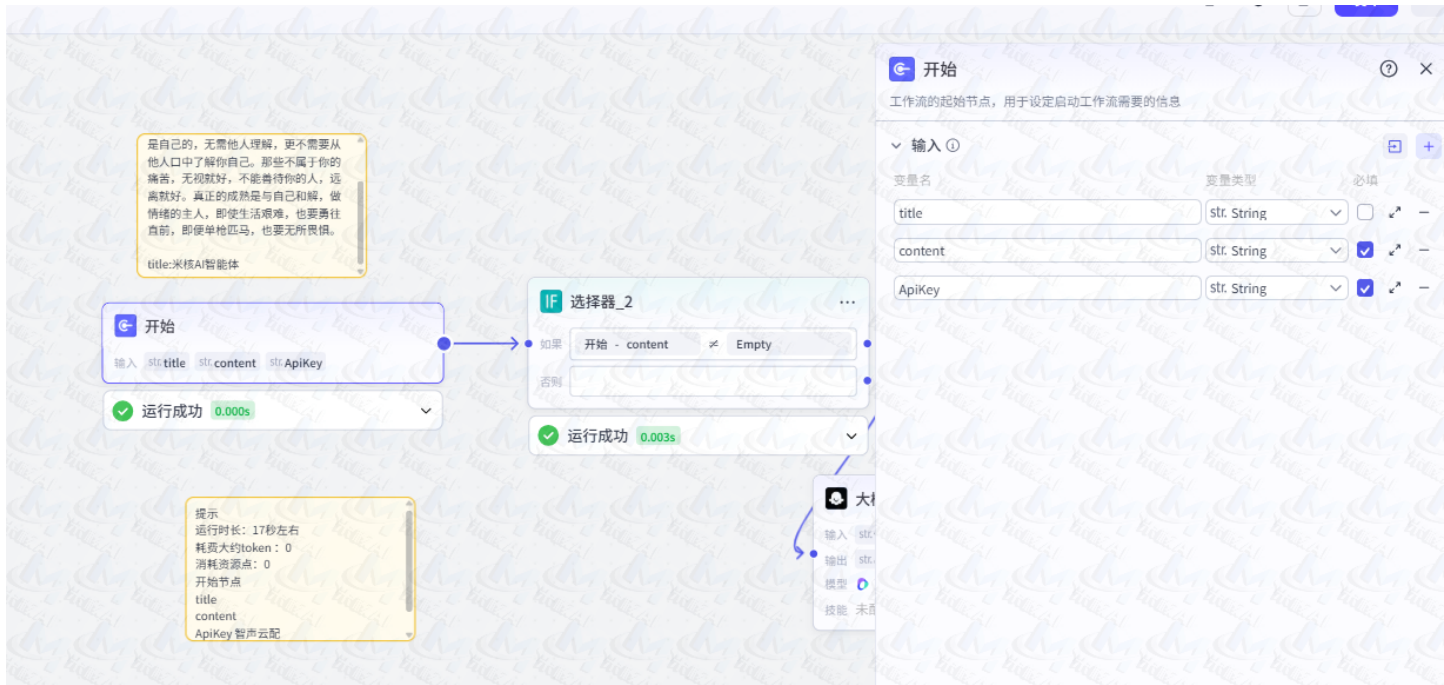 是自己的，无需他人理解，更不需要从
他人口中了解你自己。那些不属于你的
痛苦，无视就好，不能善待你的人，远
离就好。真正的成熟是与自己和解，做
情绪的主人，即使生活艰难，也要勇往
直前，即便单枪匹马，也要无所畏惧。
title:米核AI智能体
开始
输入 str.title str.content str.ApiKey
运行成功 0.000s
IF 选择器_2 ...
如果 开始 - content ≠ Empty
否则
运行成功 0.003s
提示
运行时长：17秒左右
耗费大约token：0
消耗资源点：0
开始节点
title
content
ApiKey 智声云配
输入 str.
输出 str.
模型
技能
开始
工作流的起始节点，用于设定启动工作流需要的信息
输入
变量名 变量类型 必填
title str. String
content str. String
ApiKey str. String